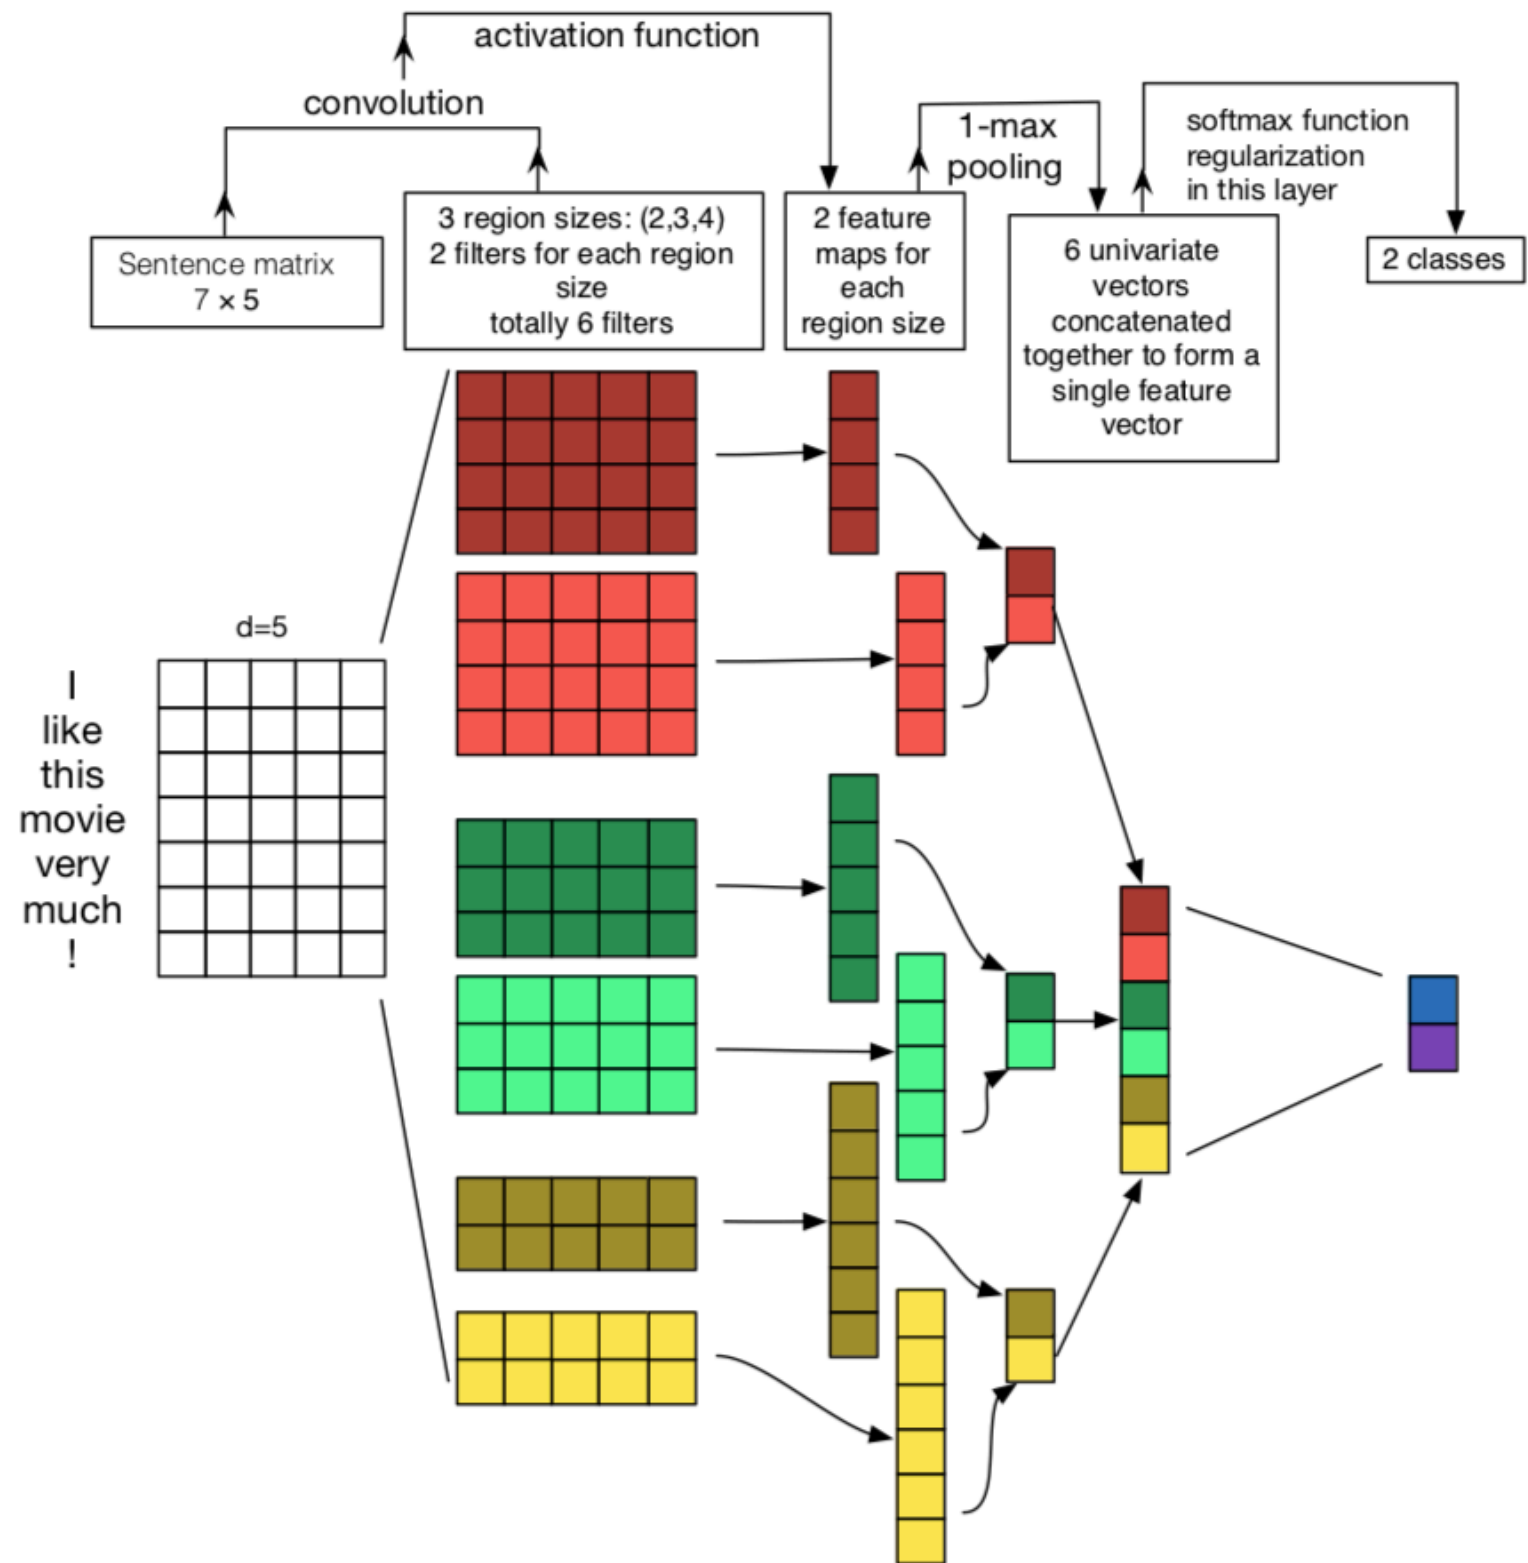 activation function
convolution
1-max
pooling
softmax function
regularization
in this layer
Sentence matrix
7 × 5
3 region sizes: (2,3,4)
2 filters for each region
size
totally 6 filters
2 feature
maps for
each
region size
6 univariate
vectors
concatenated
together to form a
single feature
vector
2 classes
d=5
I
like
this
movie
very
much
!